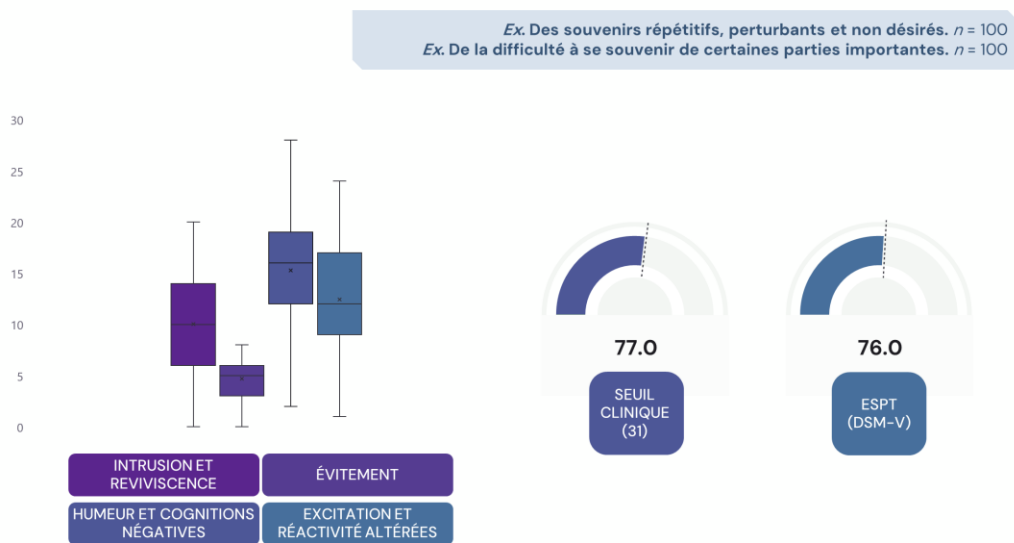 Ex. Des souvenirs répétitifs, perturbants et non désirés. n = 100
Ex. De la difficulté à se souvenir de certaines parties importantes. n = 100
30
25
20
15
10
5
0
77.0
76.0
SEUIL
CLINIQUE
(31)
ESPT
(DSM-V)
INTRUSION ET
REVIVISCENCE
ÉVITEMENT
HUMEUR ET COGNITIONS
NÉGATIVES
EXCITATION ET
RÉACTIVITÉ ALTÉRÉES